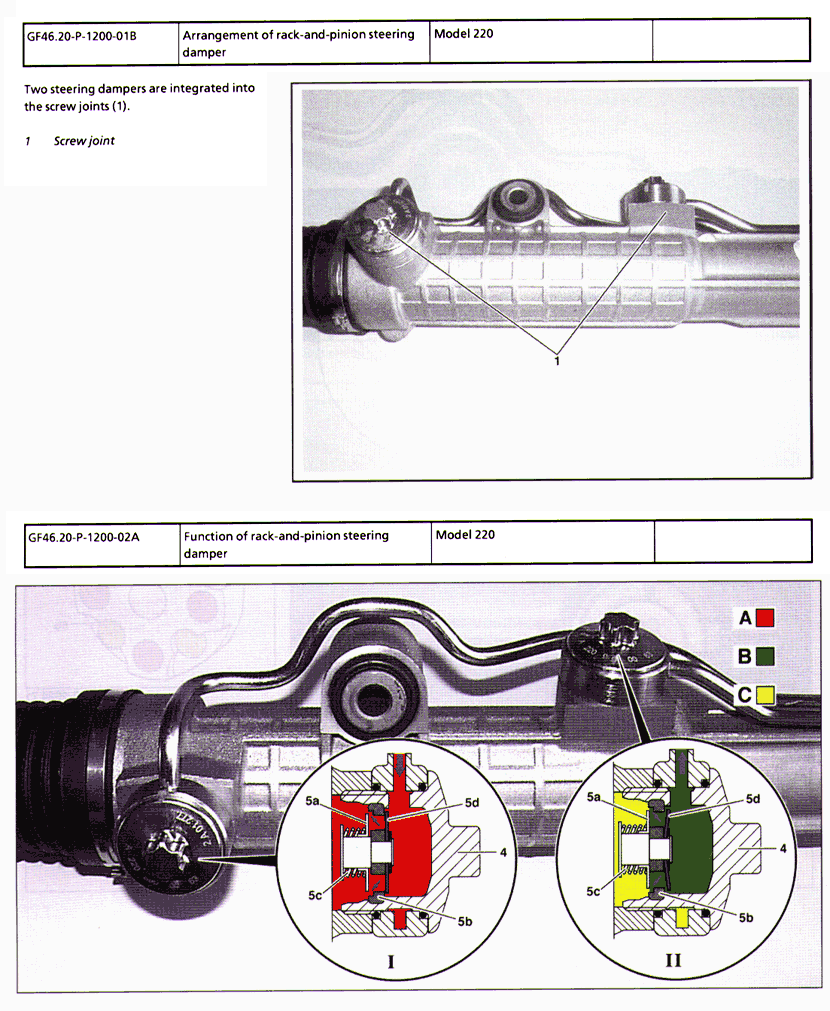 GF46.20-P-1200-01B
Arrangement of rack-and-pinion steering
damper
Model 220
Two steering dampers are integrated into
the screw joints (1).
1 Screw joint
1
GF46.20-P-1200-02A
Function of rack-and-pinion steering
damper
Model 220
A
B
C
5a
5d
4
5c
5b
I
5a
5d
4
5c
5b
II